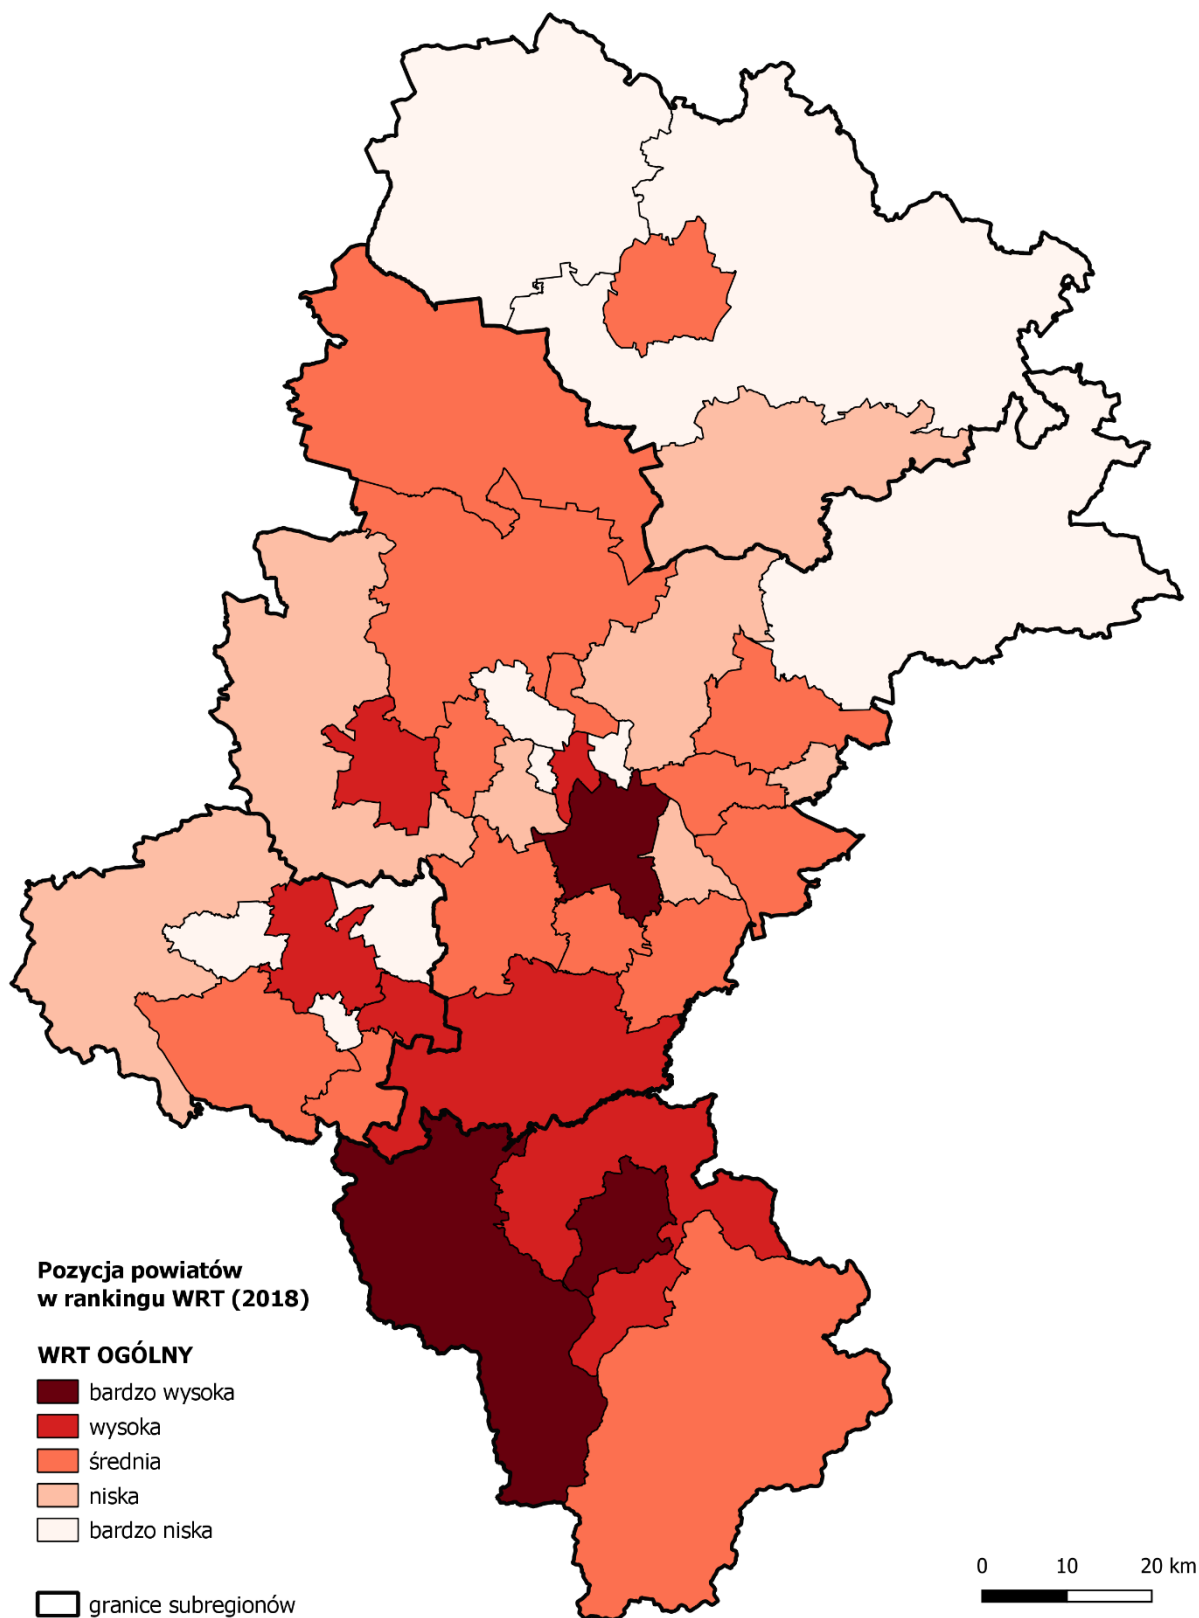 Pozycja powiatów
w rankingu WRT (2018)
WRT OGÓLNY
bardzo wysoka
wysoka
średnia
niska
bardzo niska
granice subregionów
0 10 20 km